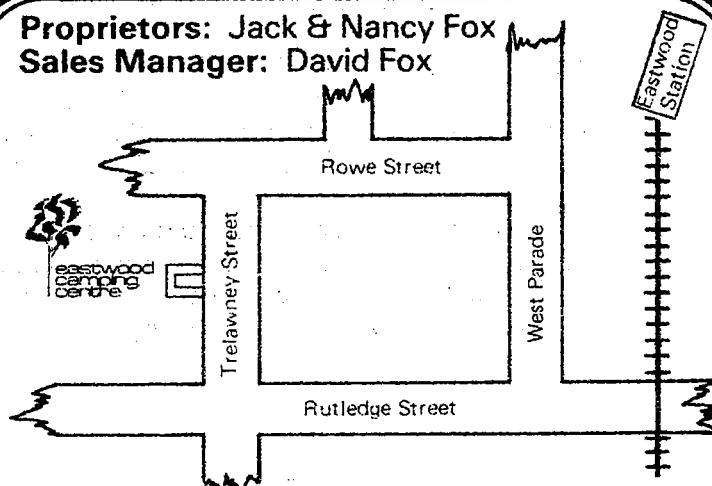 Proprietors: Jack & Nancy Fox
Sales Manager: David Fox
Eastwood
Station
Rowe Street
Trelawney Street
West Parade
eastwood
camping
centre
Rutledge Street